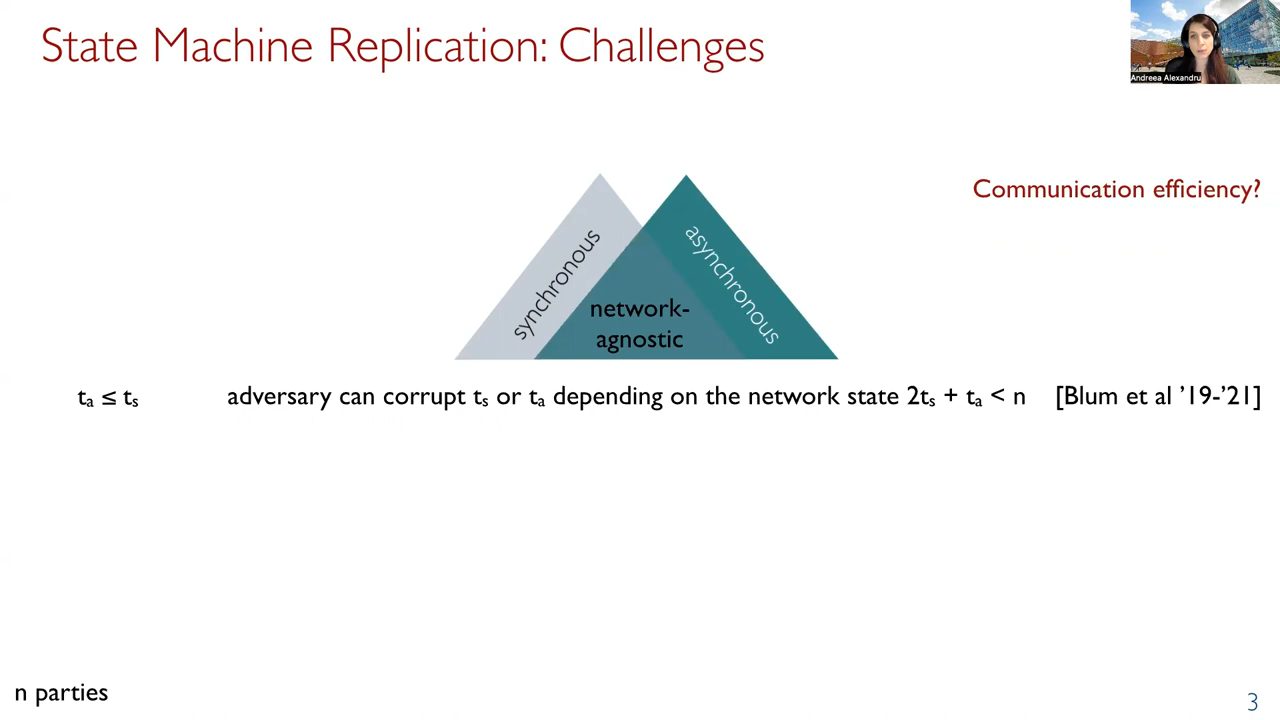 State Machine Replication: Challenges
Andreea Alexandru
Communication efficiency?
synchronous
asynchronous
network-
agnostic
tₐ ≤ tₛ
adversary can corrupt tₛ or tₐ depending on the network state 2tₛ + tₐ < n
[Blum et al ’19-’21]
n parties
3